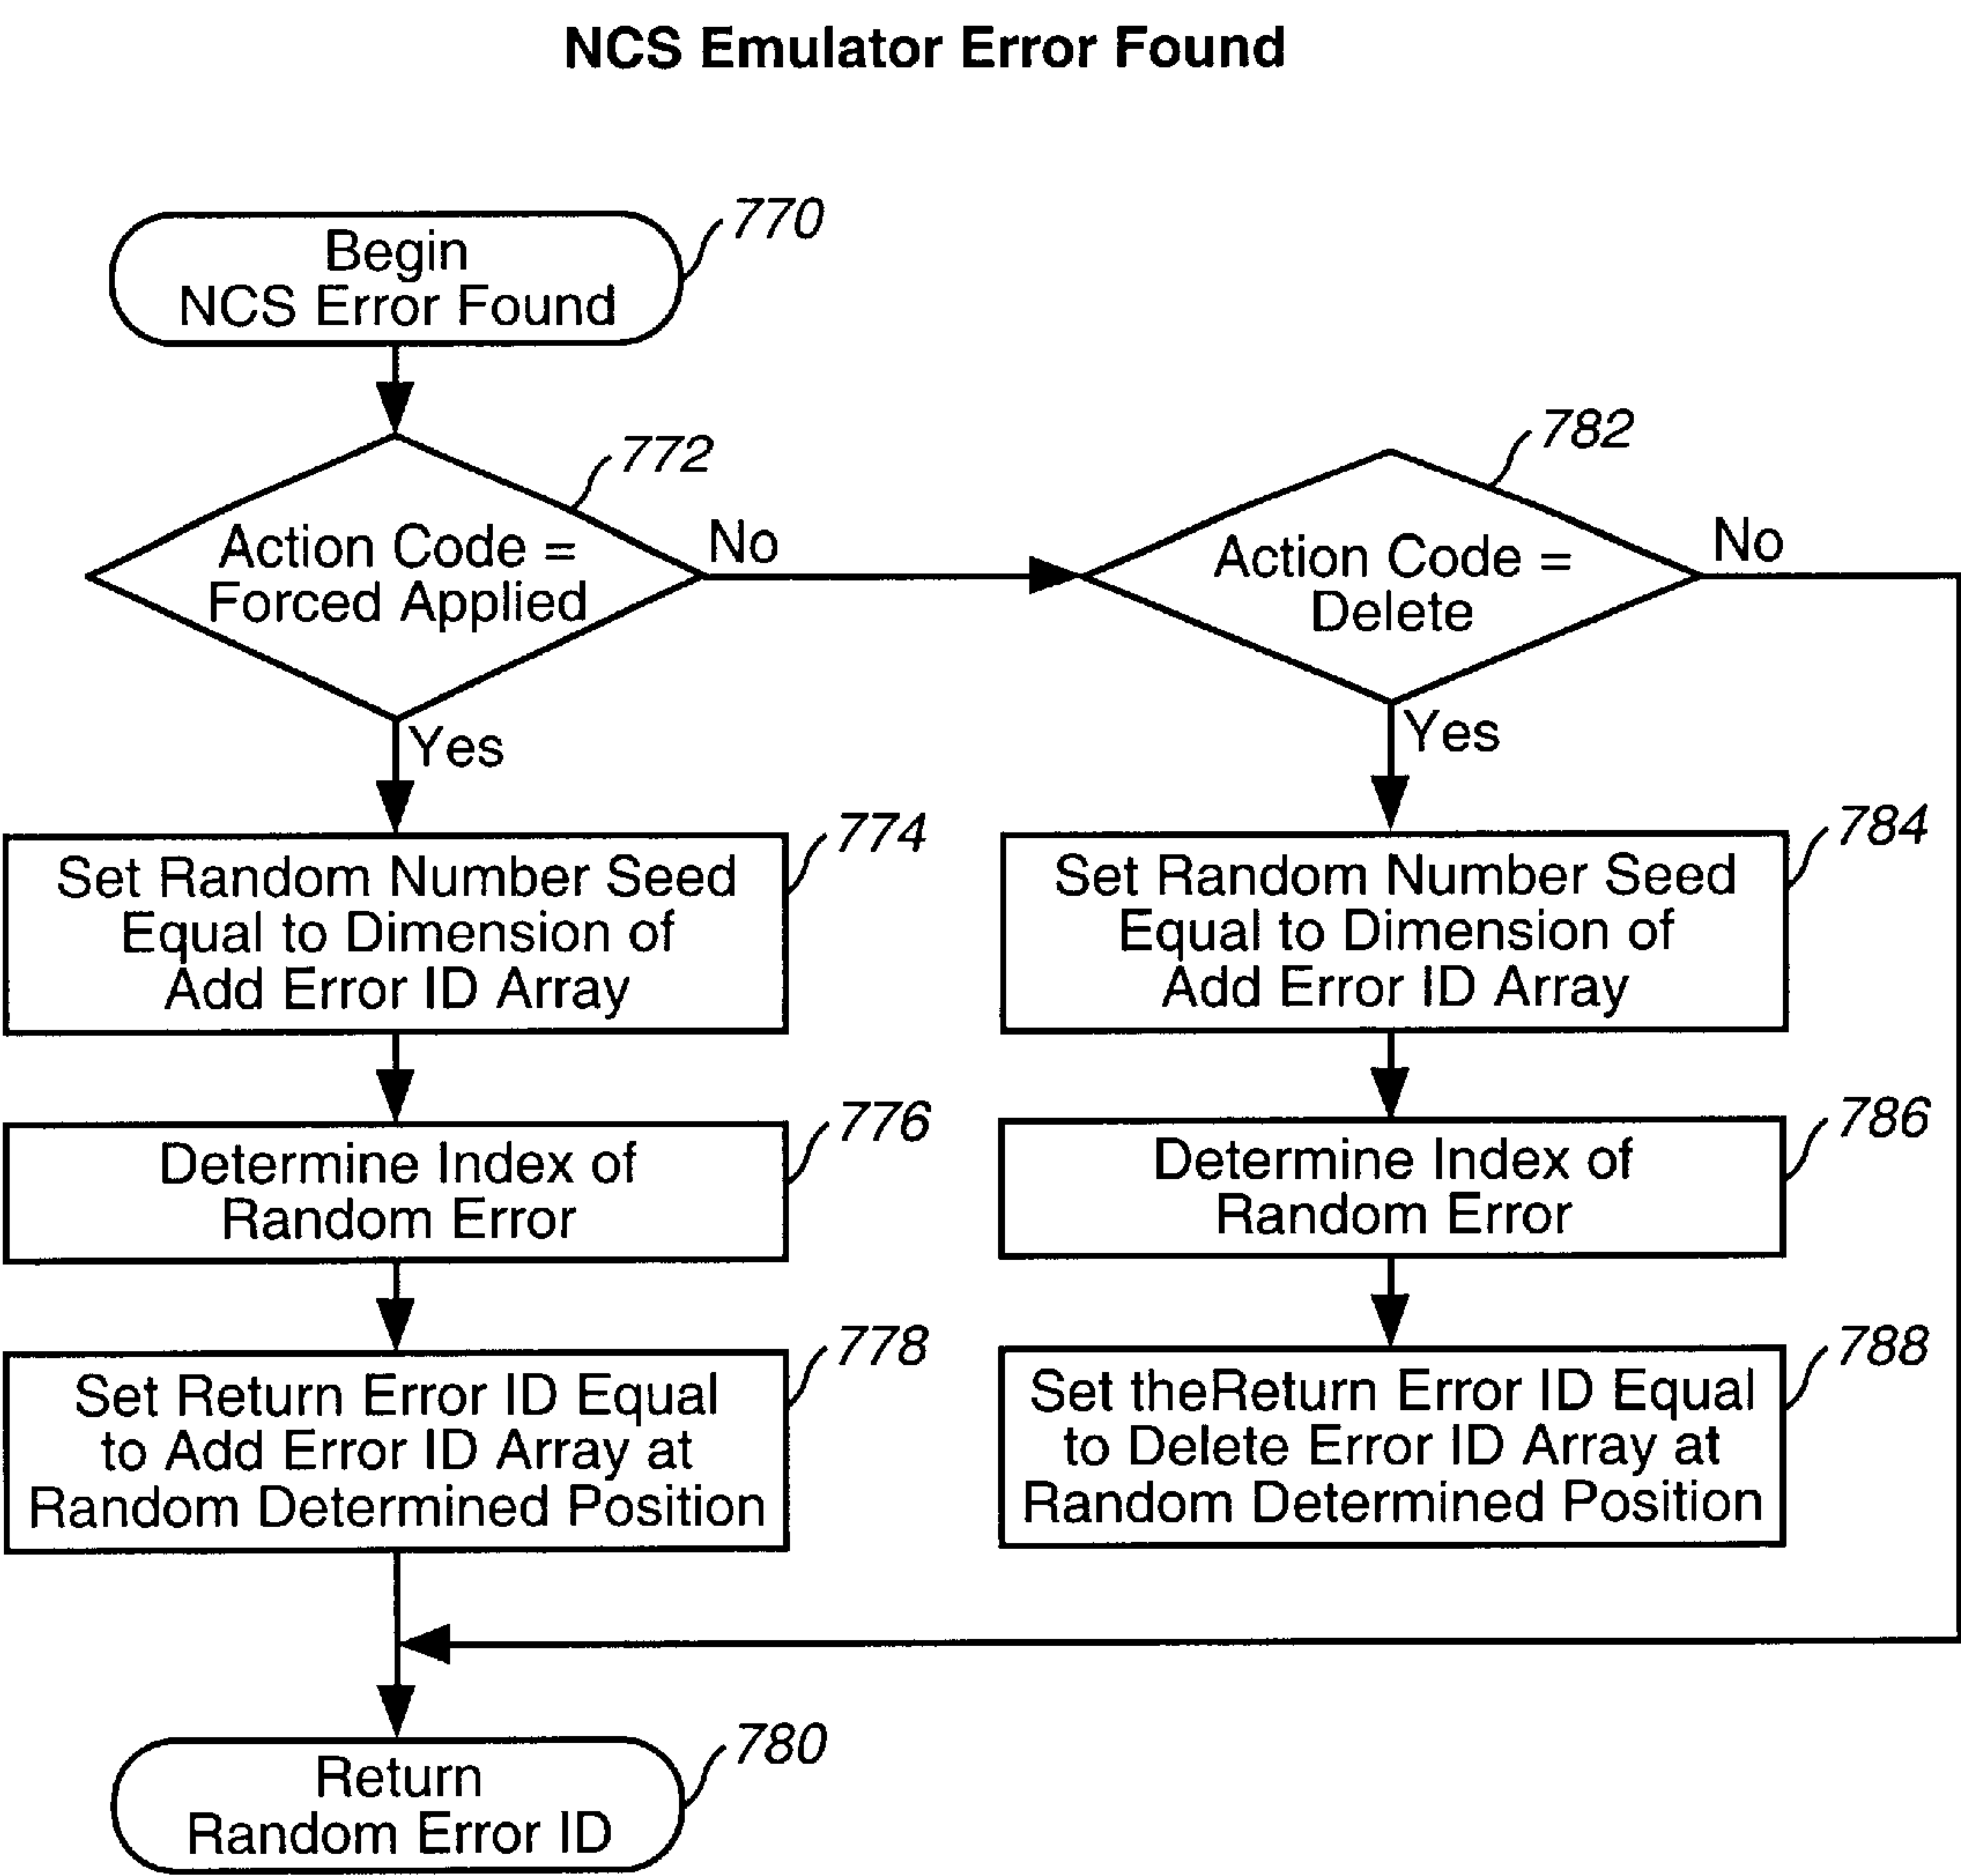 NCS Emulator Error Found
Begin
NCS Error Found
770
Action Code =
Forced Applied
772
No
Yes
Action Code =
Delete
782
No
Yes
Set Random Number Seed
Equal to Dimension of
Add Error ID Array
774
Set Random Number Seed
Equal to Dimension of
Add Error ID Array
784
Determine Index of
Random Error
776
Determine Index of
Random Error
786
Set Return Error ID Equal
to Add Error ID Array at
Random Determined Position
778
Set theReturn Error ID Equal
to Delete Error ID Array at
Random Determined Position
788
Return
Random Error ID
780